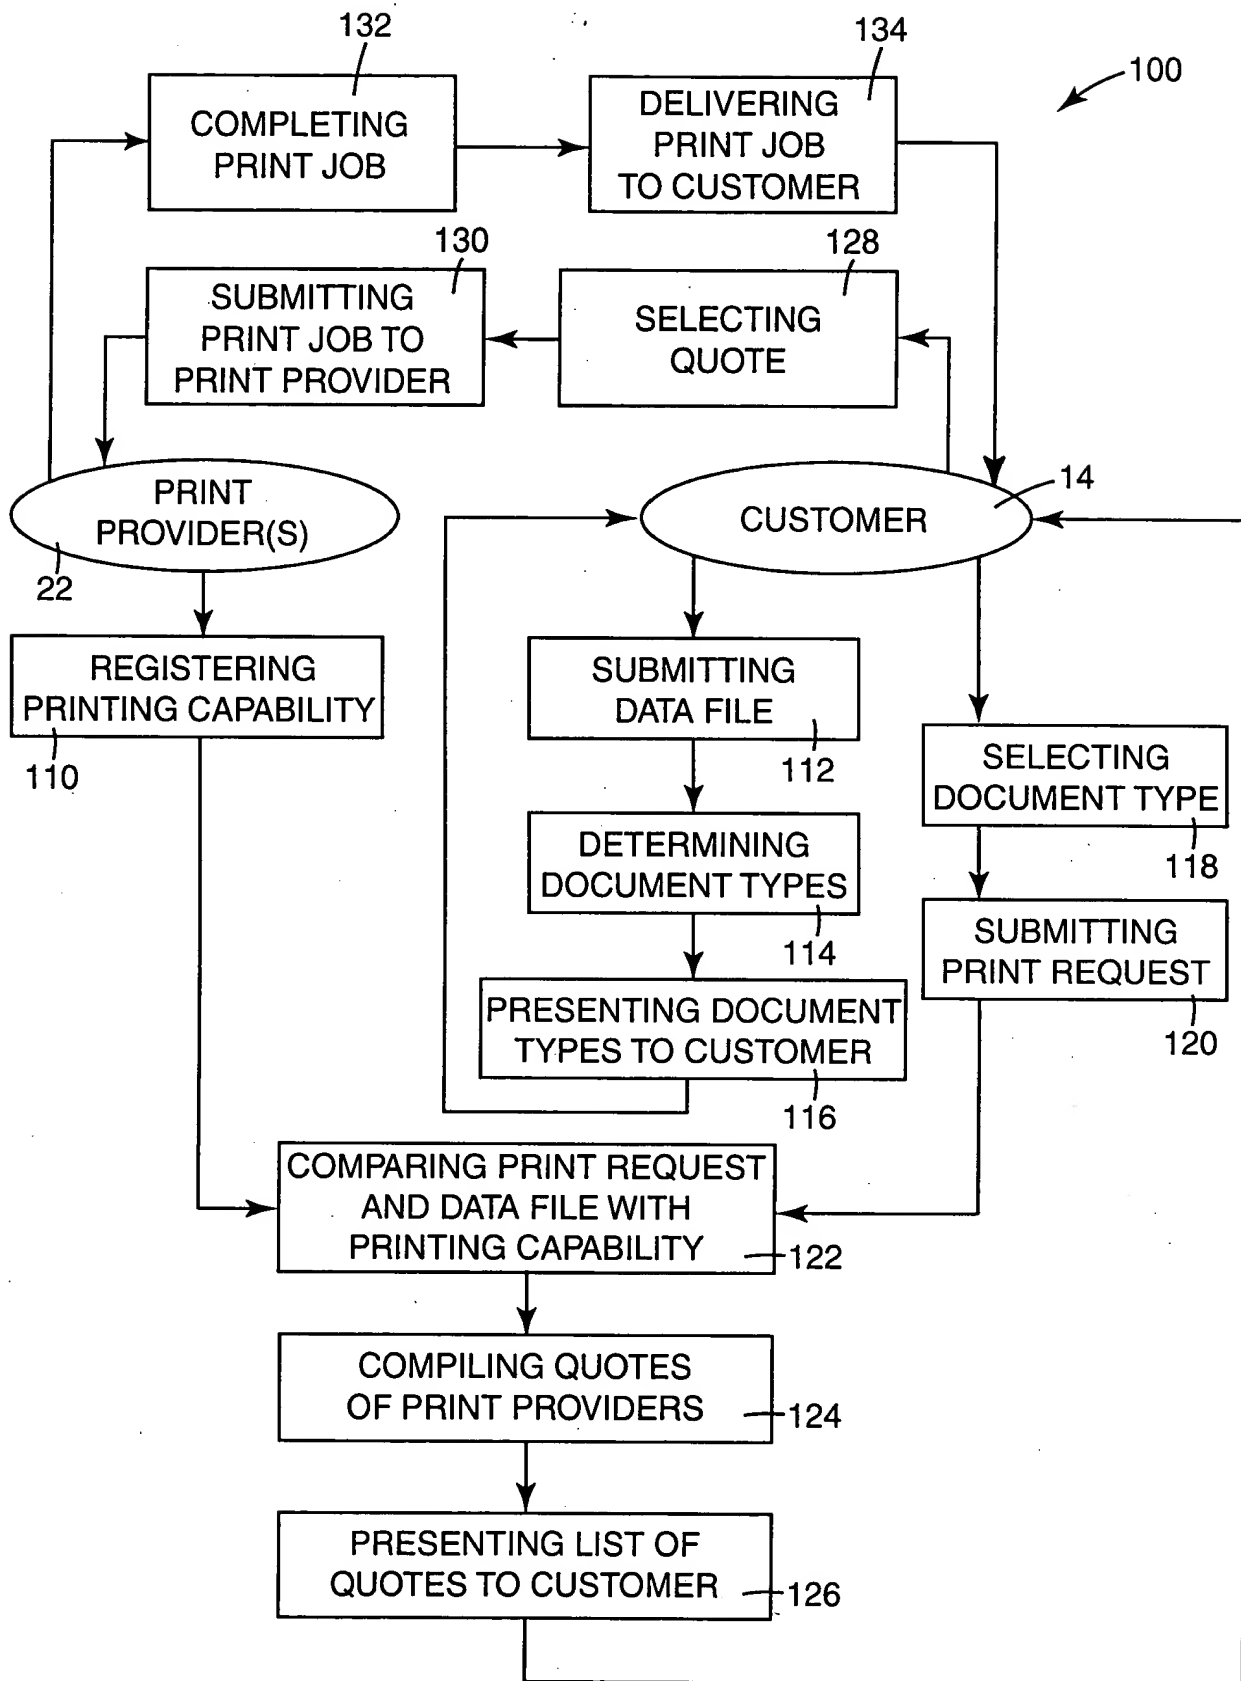 132
134
100
COMPLETING
PRINT JOB
DELIVERING
PRINT JOB
TO CUSTOMER
130
128
SUBMITTING
PRINT JOB TO
PRINT PROVIDER
SELECTING
QUOTE
PRINT
PROVIDER(S)
22
CUSTOMER
14
REGISTERING
PRINTING CAPABILITY
110
SUBMITTING
DATA FILE
112
SELECTING
DOCUMENT TYPE
118
DETERMINING
DOCUMENT TYPES
114
SUBMITTING
PRINT REQUEST
120
PRESENTING DOCUMENT
TYPES TO CUSTOMER
116
COMPARING PRINT REQUEST
AND DATA FILE WITH
PRINTING CAPABILITY
122
COMPILING QUOTES
OF PRINT PROVIDERS
124
PRESENTING LIST OF
QUOTES TO CUSTOMER
126